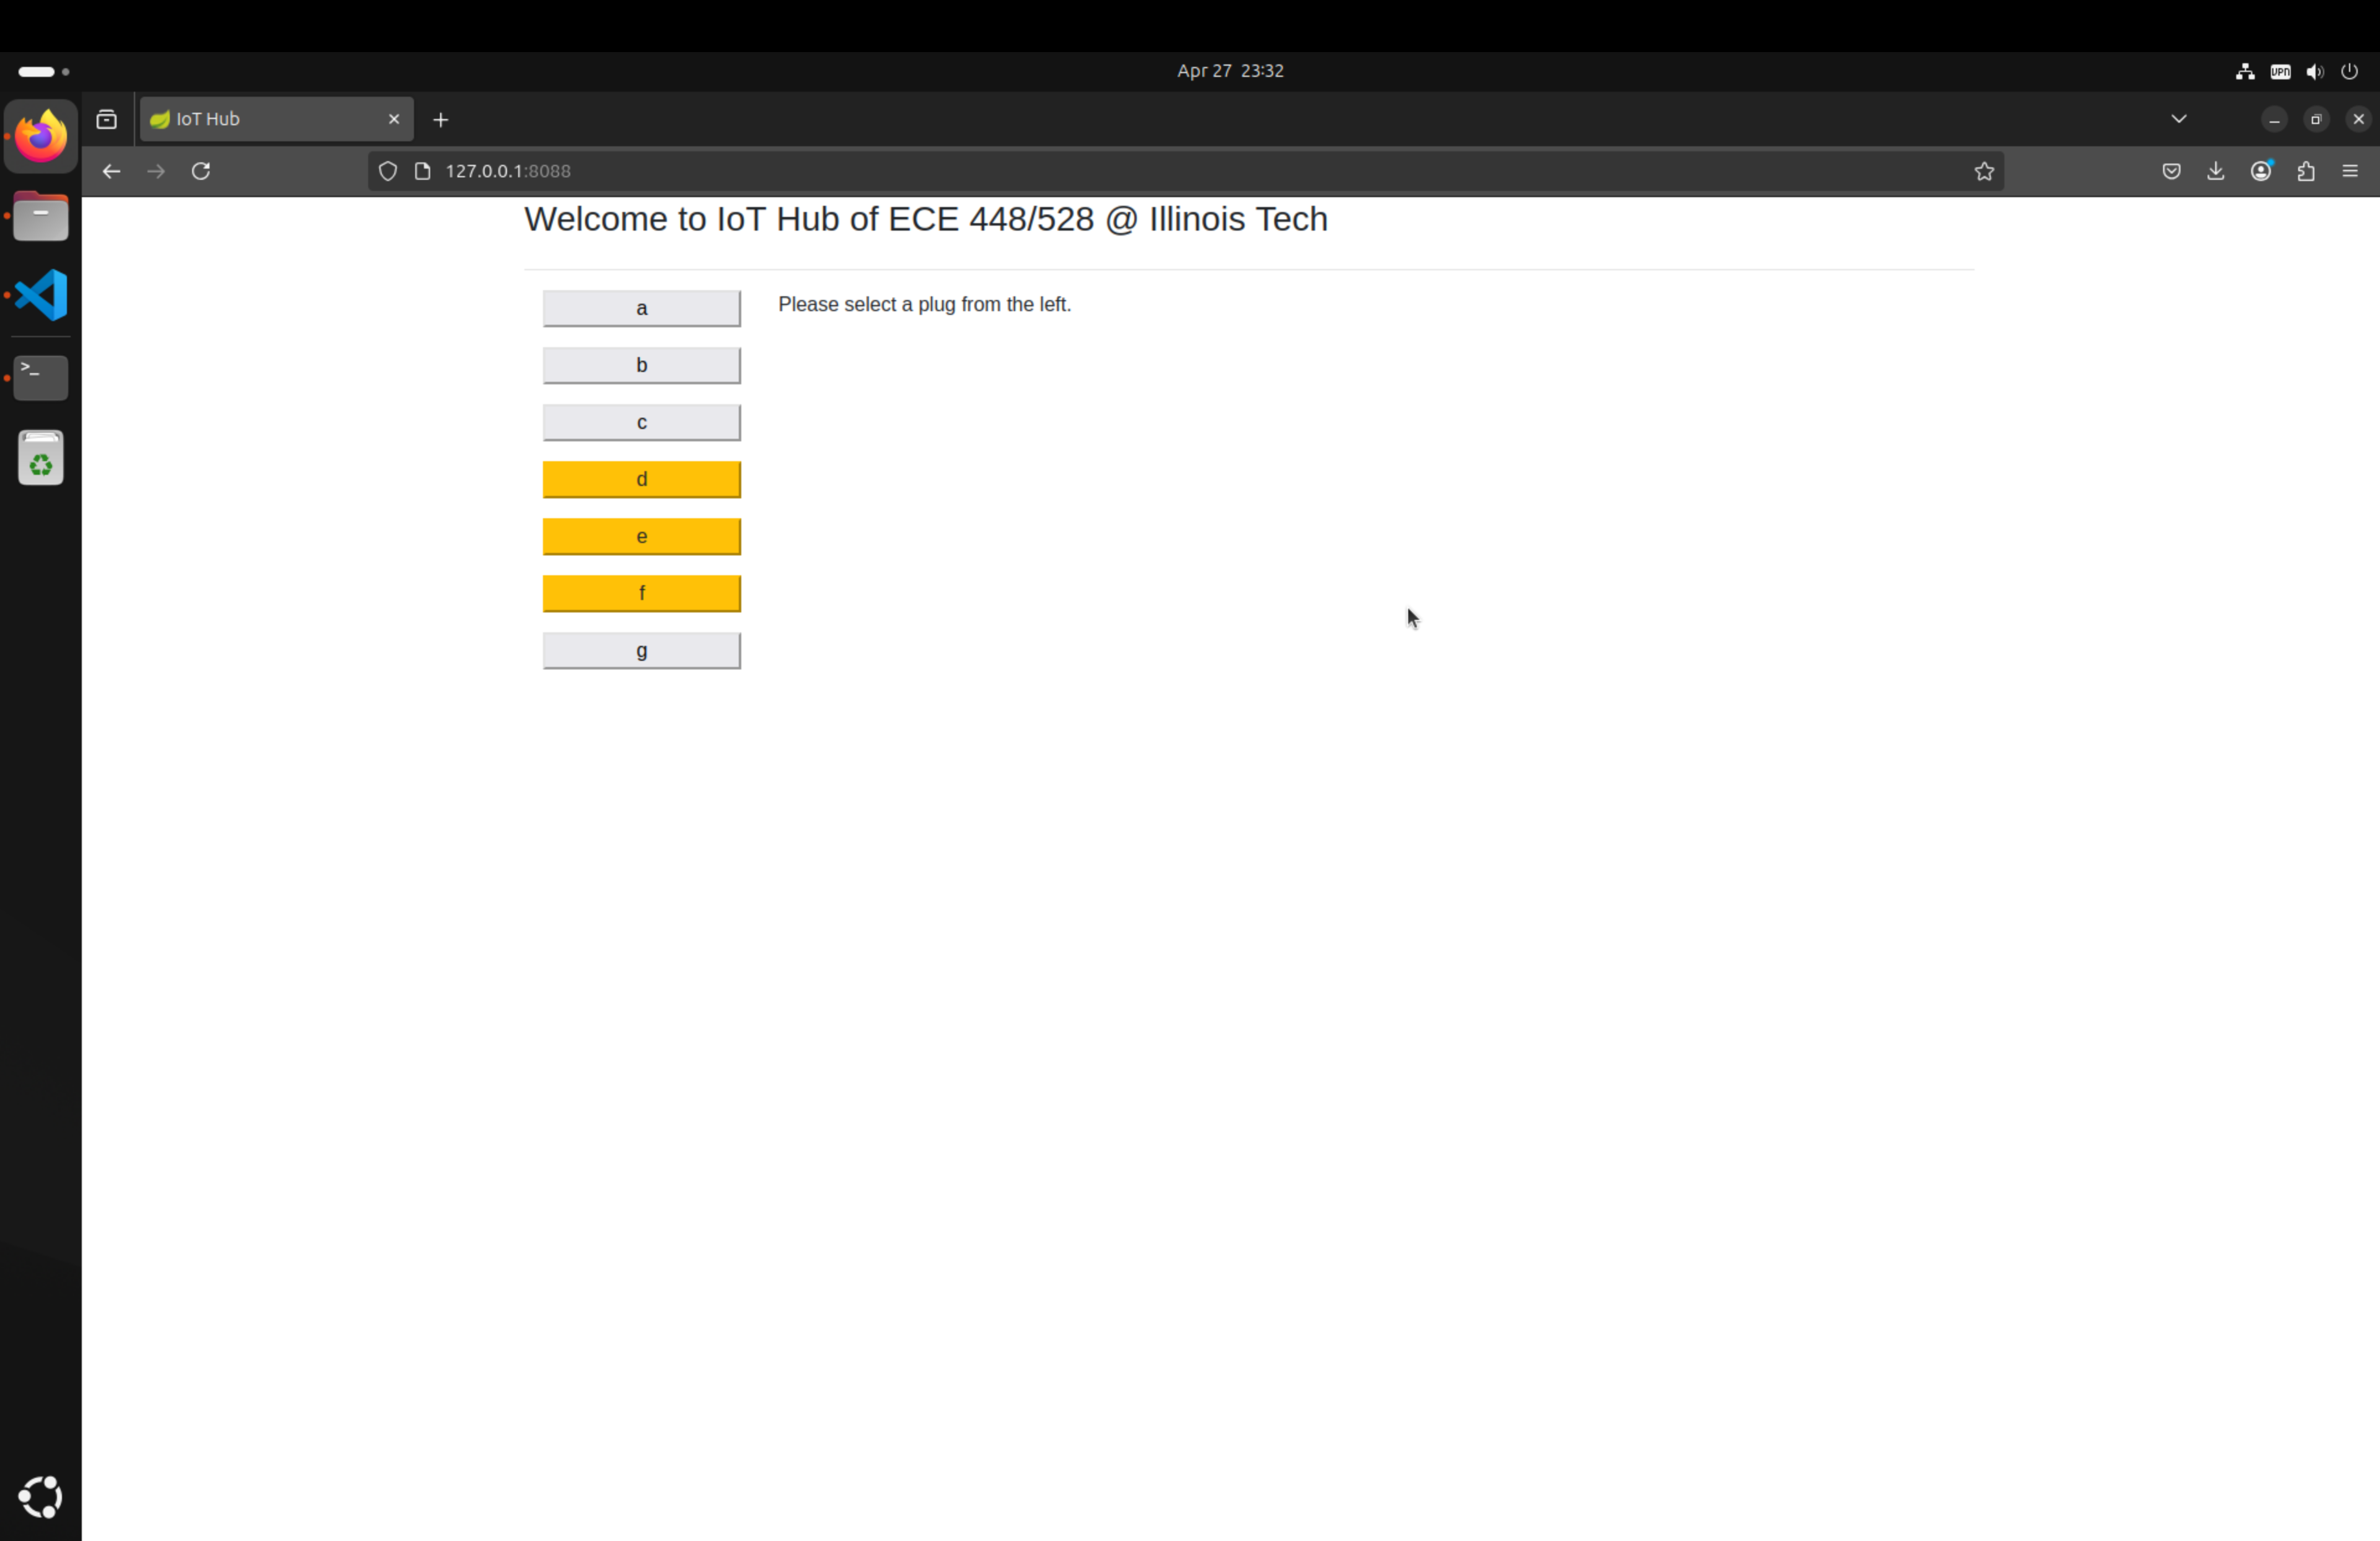 Apr 27 23:32
IoT Hub
127.0.0.1:8088
VPN
Welcome to IoT Hub of ECE 448/528 @ Illinois Tech
a
Please select a plug from the left.
b
c
d
e
f
g
>_